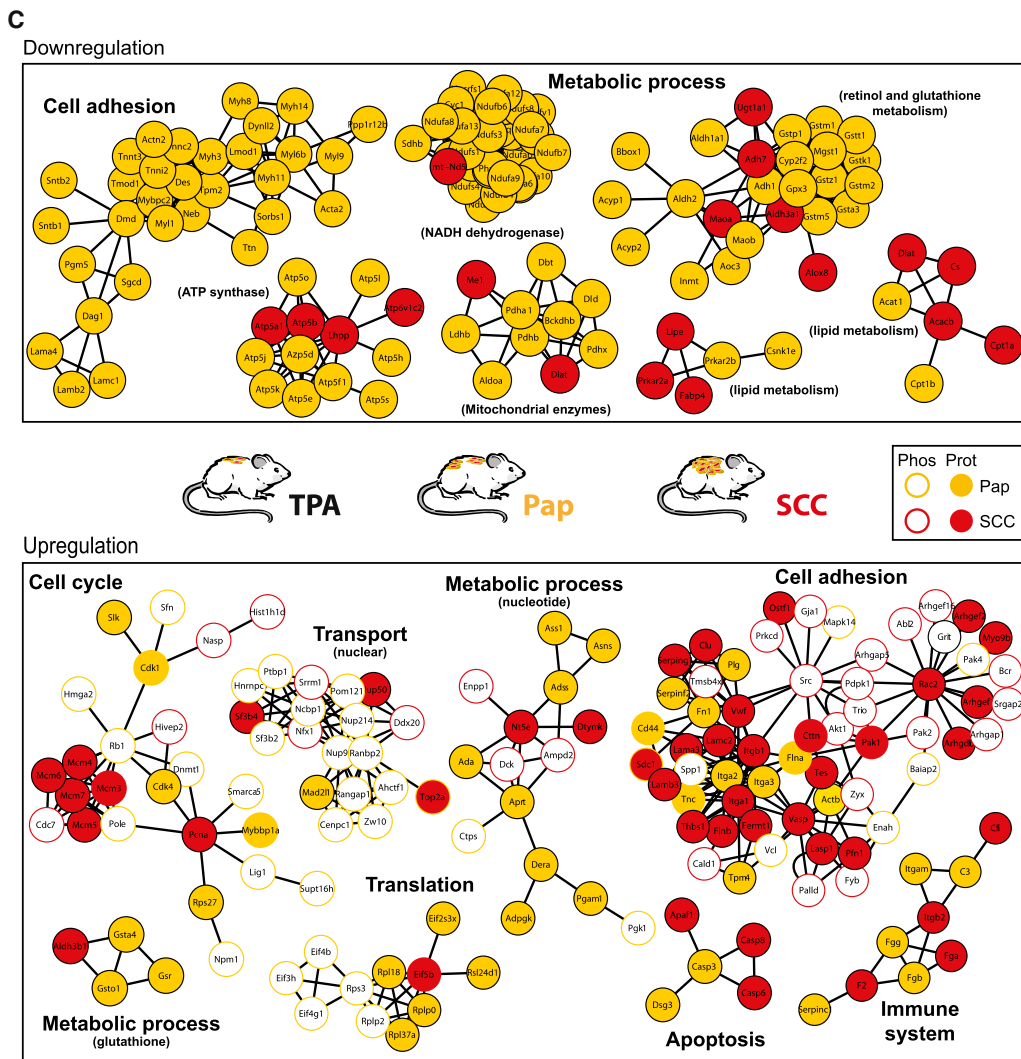 C
Downregulation
Cell adhesion
Myh8
Myh14
Dynll2
Ppp1r12b
Actn2
Tnnt3
Tnni2
Myh3
Lmod1
Myl6b
Myl9
Tmod1
Des
Tpm2
Myh11
Mybpc2
Neb
Sorbs1
Acta2
Sntb2
Sntb1
Dmd
Myl1
Ttn
Pgm5
Sgcd
Dag1
Lama4
Lamb2
Lamc1
Metabolic process
Cyc1
Ndufb6
Ndufa8
Ndufs3
Ndufa7
Sdhb
Ndufs1
Ndufb7
mt-Nd5
Ndufs4
Ndufa9
(NADH dehydrogenase)
(retinol and glutathione
metabolism)
Ugt1a1
Aldh1a1
Gstp1
Gstm1
Gstt1
Bbox1
Adh7
Cyp2f2
Mgst1
Gstk1
Acyp1
Aldh2
Adh1
Gpx3
Gstz1
Gstm2
Maoa
Aldh3a1
Gstm5
Gsta3
Acyp2
Maob
Inmt
Aoc3
Alox8
(ATP synthase)
Atp5o
Atp5l
Atp6v1c2
Atp5a1
Atp5b
Lhpp
Atp5j
Azp5d
Atp5h
Atp5k
Atp5f1
Atp5e
Atp5s
Me1
Dbt
Dld
Pdha1
Bckdhb
Ldhb
Pdhb
Pdhx
Aldoa
Dlat
(Mitochondrial enzymes)
Lipe
Prkar2b
Csnk1e
Prkar2a
Fabp4
(lipid metabolism)
Dlat
Cs
Acat1
(lipid metabolism)
Acacb
Cpt1a
Cpt1b
TPA
Pap
SCC
Phos Prot
Pap
SCC
Upregulation
Cell cycle
Slk
Sfn
Hist1h1d
Nasp
Cdk1
Hmga2
Rb1
Hivep2
Mcm4
Mcm6
Mcm3
Dnmt1
Cdk4
Mcm7
Smarca5
Cdc7
Mcm5
Pole
Pcna
Mybbp1a
Lig1
Supt16h
Rps27
Npm1
Transport
(nuclear)
Ptbp1
Hnrnpc
Srrm1
Pom121
Sf3b4
Ncbp1
Nup214
Ddx20
Sf3b2
Nfx1
Nup9
Ranbp2
Mad2l1
Rangap1
Ahctf1
Top2a
Cenpc1
Zw10
Metabolic process
(nucleotide)
Ass1
Asns
Adss
Enpp1
Nt5e
Dtymk
Ada
Dck
Ampd2
Aprt
Ctps
Dera
Adpgk
Pgam1
Pgk1
Cell adhesion
Ostf1
Gja1
Arhgef16
Arhgef2
Prkcd
Mapk14
Abl2
Grit
Myo9b
Clu
Serping
Plg
Arhgap5
Pak4
Bcr
Tmsb4x
Src
Pdpk1
Rac2
Serpinf2
Fn1
Vwf
Trio
Arhgef
Srgap2
Cd44
Cttn
Akt1
Pak1
Pak2
Arhgdi
Arhgap
Lama3
Lamc2
Itgb1
Flna
Sdc1
Spp1
Itga2
Itga3
Tes
Baiap2
Lamb3
Tnc
Itga1
Actb
Zyx
Thbs1
Flnb
Fermt1
Vasp
Enah
Vcl
Lasp1
Pfn1
Cald1
Tpm4
Palld
Fyb
Aldh3b1
Gsta4
Gsto1
Gsr
Metabolic process
(glutathione)
Translation
Eif2s3x
Eif4b
Rpl18
Eif5b
Rsl24d1
Eif3h
Rps3
Eif4g1
Rplp2
Rplp0
Rpl37a
Apaf1
Casp8
Casp3
Dsg3
Casp6
Apoptosis
Cfl
Itgam
C3
Itgb2
Fgg
Fga
F2
Fgb
Serpinc
Immune
system